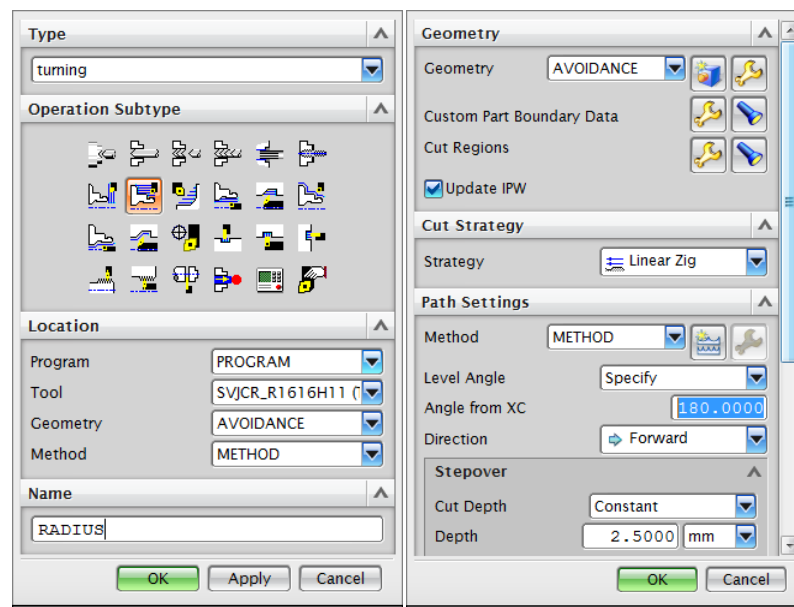 Type
turning
Operation Subtype
Location
Program PROGRAM
Tool SVJCR_R1616H11 (
Geometry AVOIDANCE
Method METHOD
Name
RADIUS
OK Apply Cancel
Geometry
Geometry AVOIDANCE
Custom Part Boundary Data
Cut Regions
Update IPW
Cut Strategy
Strategy Linear Zig
Path Settings
Method METHOD
Level Angle Specify
Angle from XC 180.0000
Direction Forward
Stepover
Cut Depth Constant
Depth 2.5000 mm
OK Cancel